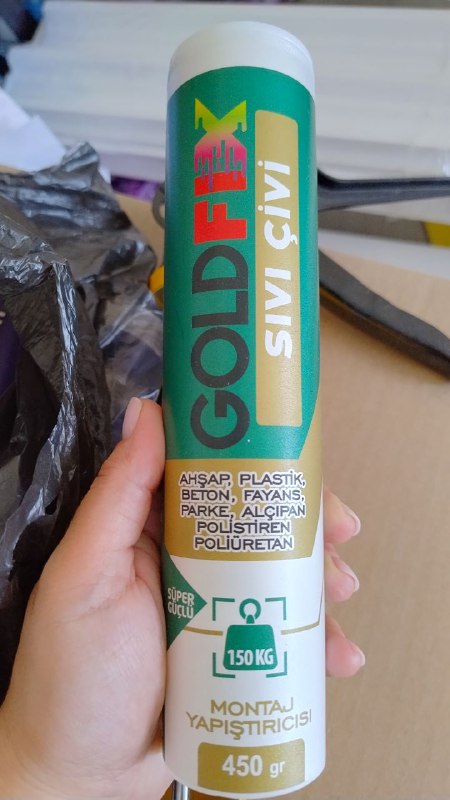 GOLDFIX
SIVI ÇİVİ
AHŞAP, PLASTİK,
BETON, FAYANS,
PARKE, ALÇIPAN
POLİSTİREN
POLİÜRETAN
SÜPER
GÜÇLÜ
150 KG
MONTAJ
YAPIŞTIRICISI
450 gr